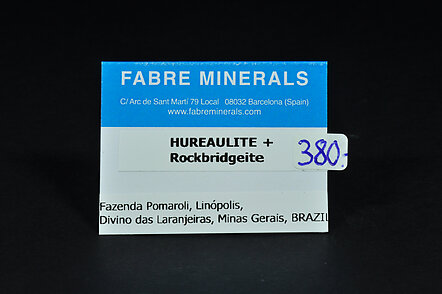 FABRE MINERALS
C/ Arc de Sant Martí 79 Local 08032 Barcelona (Spain)
www.fabreminerals.com
HUREAULITE +
Rockbridgeite
380-
Fazenda Pomaroli, Linópolis,
Divino das Laranjeiras, Minas Gerais, BRAZIL